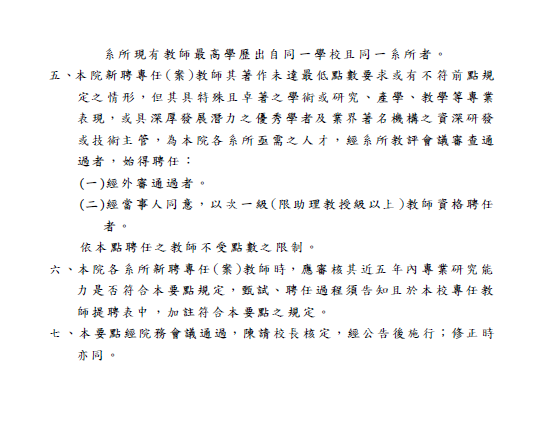 系所現有教師最高學歷出自同一學校且同一系所者。
五、本院新聘專任(案)教師其著作未達最低點數要求或有不符前點規
定之情形，但其具特殊且卓著之學術或研究、產學、教學等專業
表現，或具深厚發展潛力之優秀學者及業界著名機構之資深研發
或技術主管，為本院各系所亟需之人才，經系所教評會議審查通
過者，始得聘任：
(一)經外審通過者。
(二)經當事人同意，以次一級(限助理教授級以上)教師資格聘任
者。
依本點聘任之教師不受點數之限制。
六、本院各系所新聘專任(案)教師時，應審核其近五年內專業研究能
力是否符合本要點規定，甄試、聘任過程須告知且於本校專任教
師提聘表中，加註符合本要點之規定。
七、本要點經院務會議通過，陳請校長核定，經公告後施行；修正時
亦同。